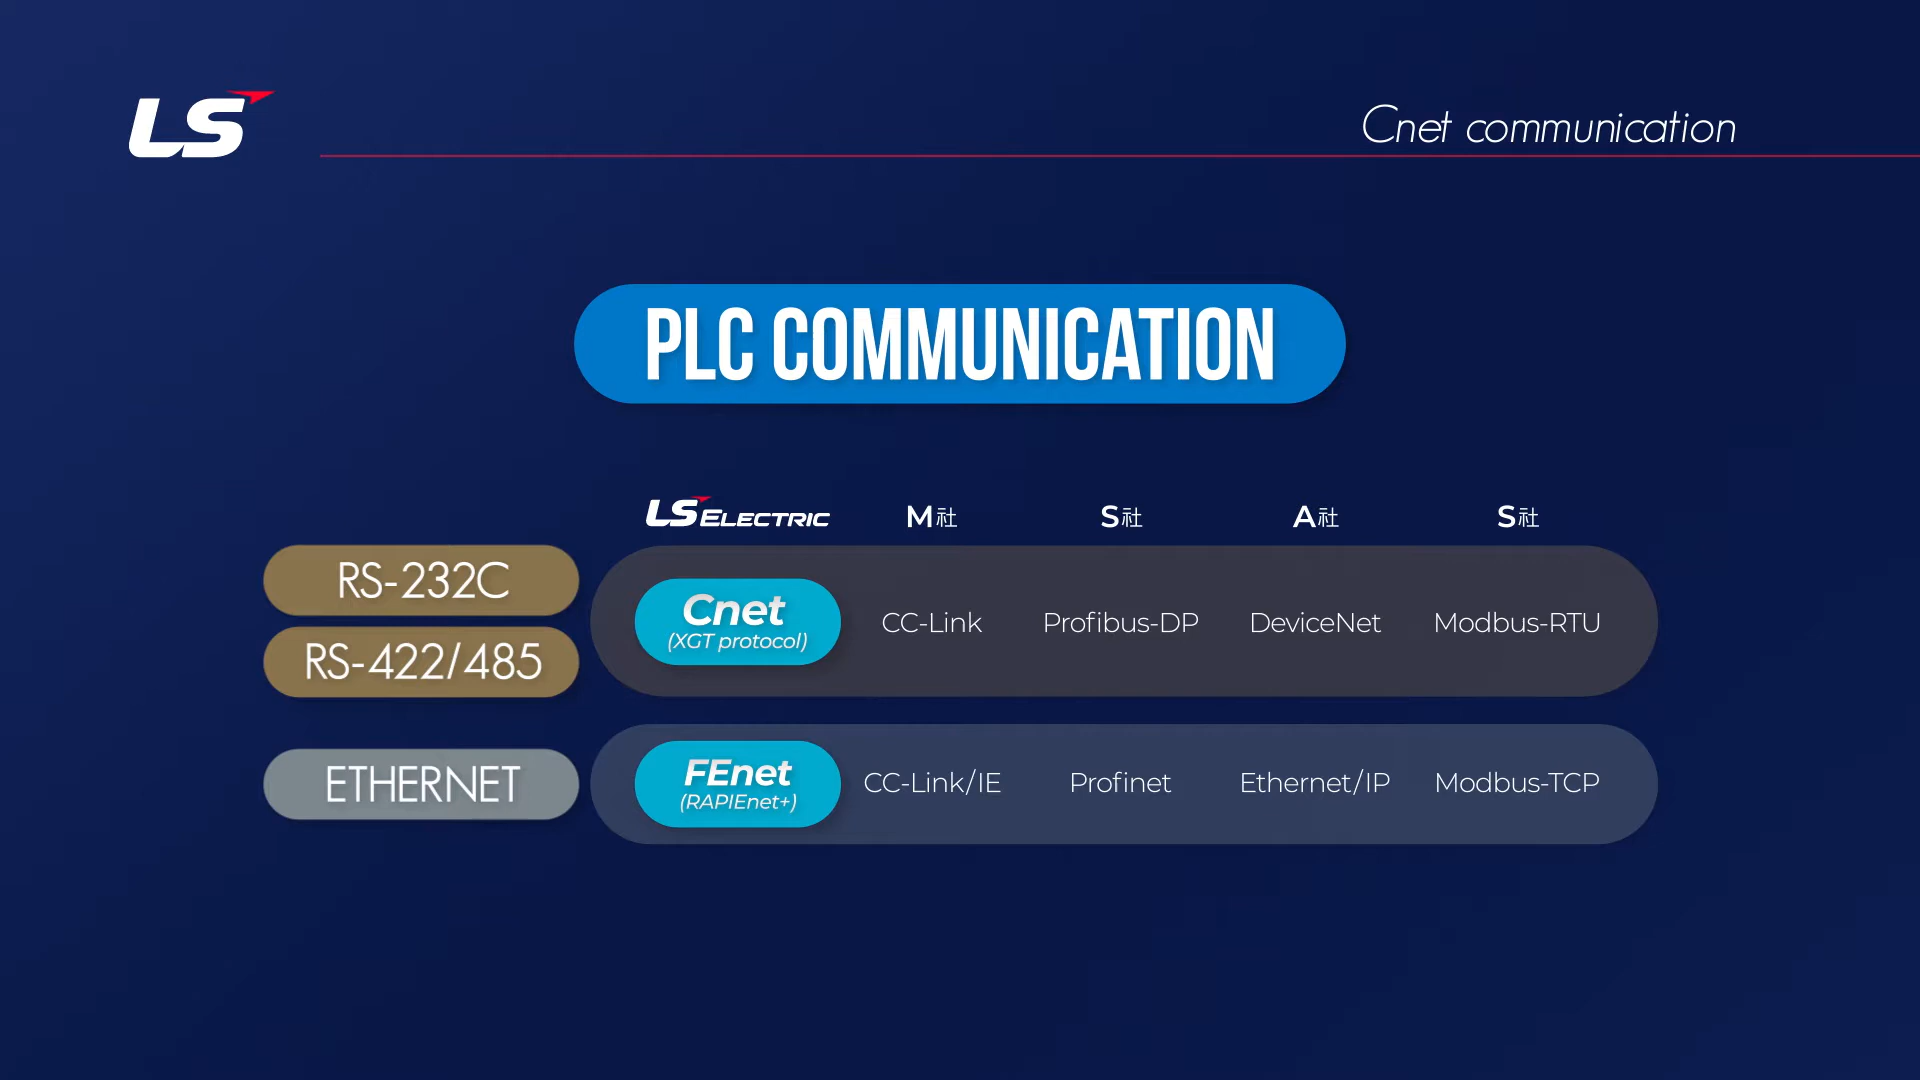 LS
Cnet communication
PLC COMMUNICATION
LS ELECTRIC M社 S社 A社 S社
RS-232C
RS-422/485
Cnet CC-Link Profibus-DP DeviceNet Modbus-RTU
(XGT protocol)
ETHERNET
FEnet CC-Link/IE Profinet Ethernet/IP Modbus-TCP
(RAPIEnet+)